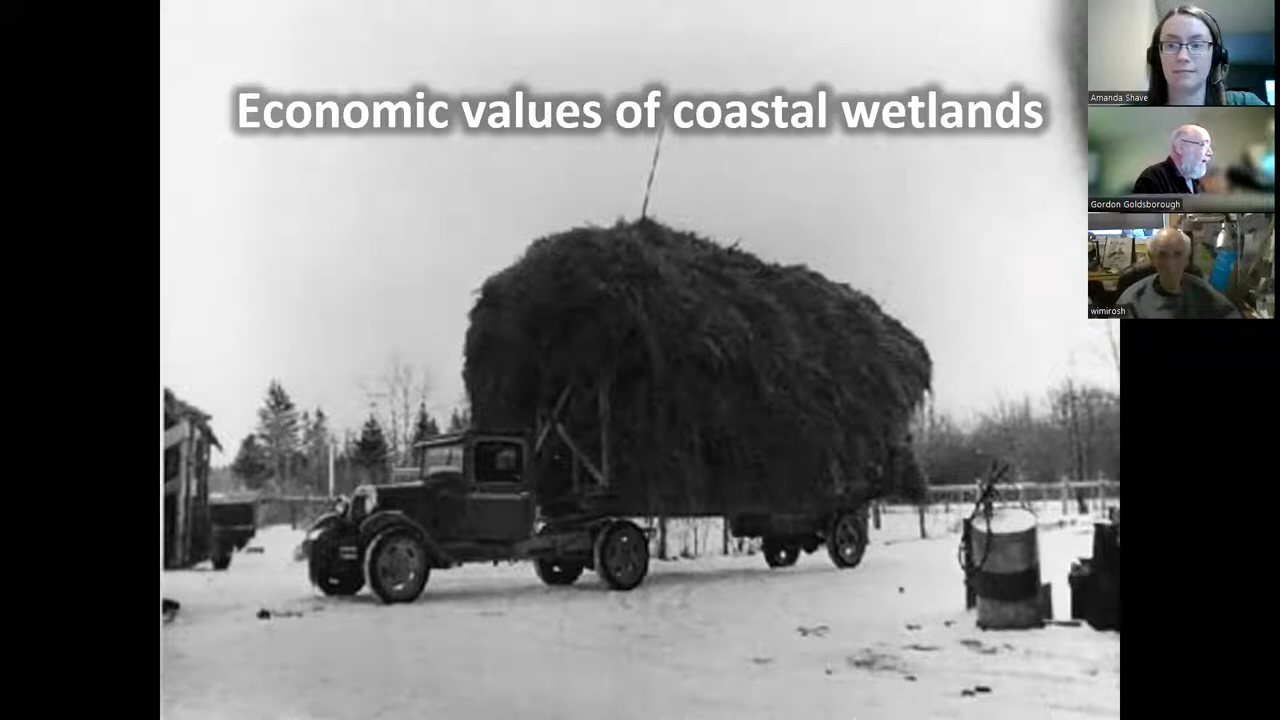 Economic values of coastal wetlands
Amanda Shave
Gordon Goldsborough
wimirosh